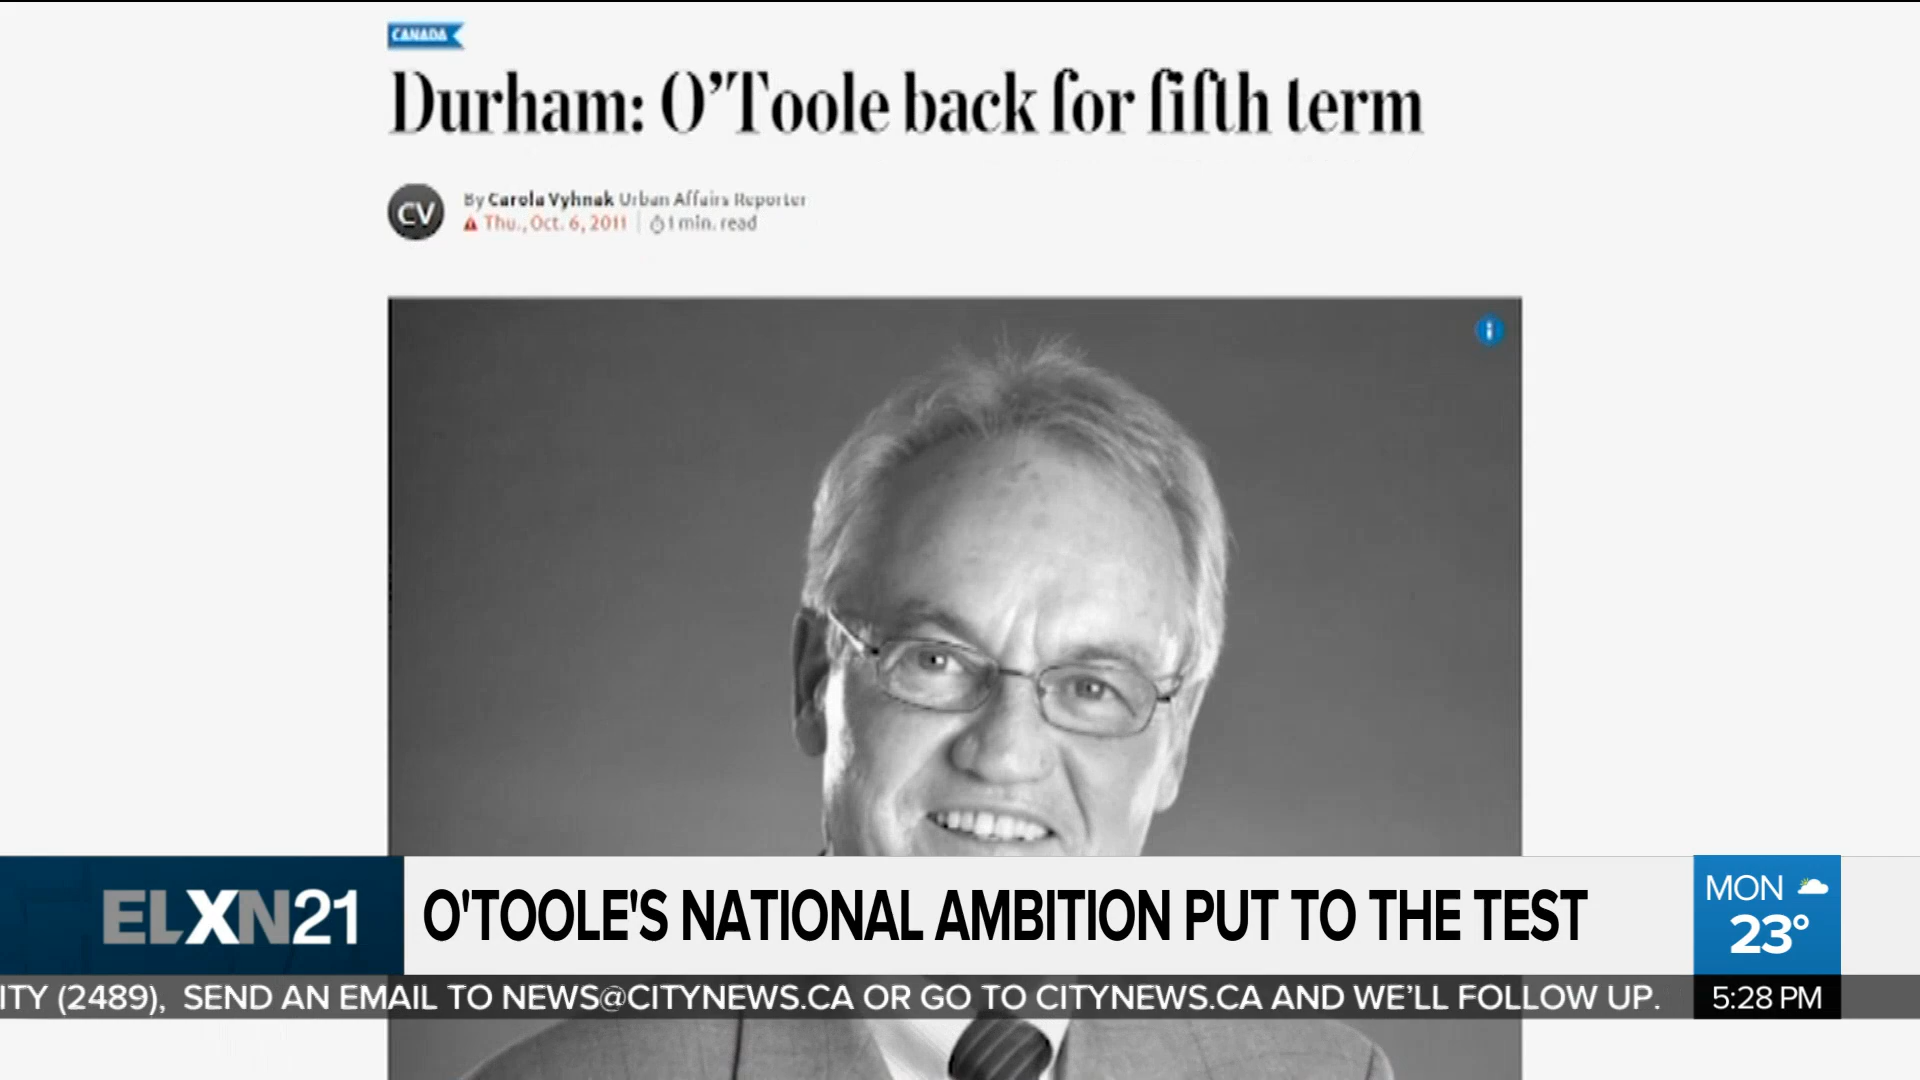 CANADA
Durham: O'Toole back for fifth term
CV
By Carola Vyhnak Urban Affairs Reporter
Thu., Oct. 6, 2011 | 1 min. read
i
ELXN21
O'TOOLE'S NATIONAL AMBITION PUT TO THE TEST
MON
23°
ITY (2489), SEND AN EMAIL TO NEWS@CITYNEWS.CA OR GO TO CITYNEWS.CA AND WE'LL FOLLOW UP.
5:28 PM